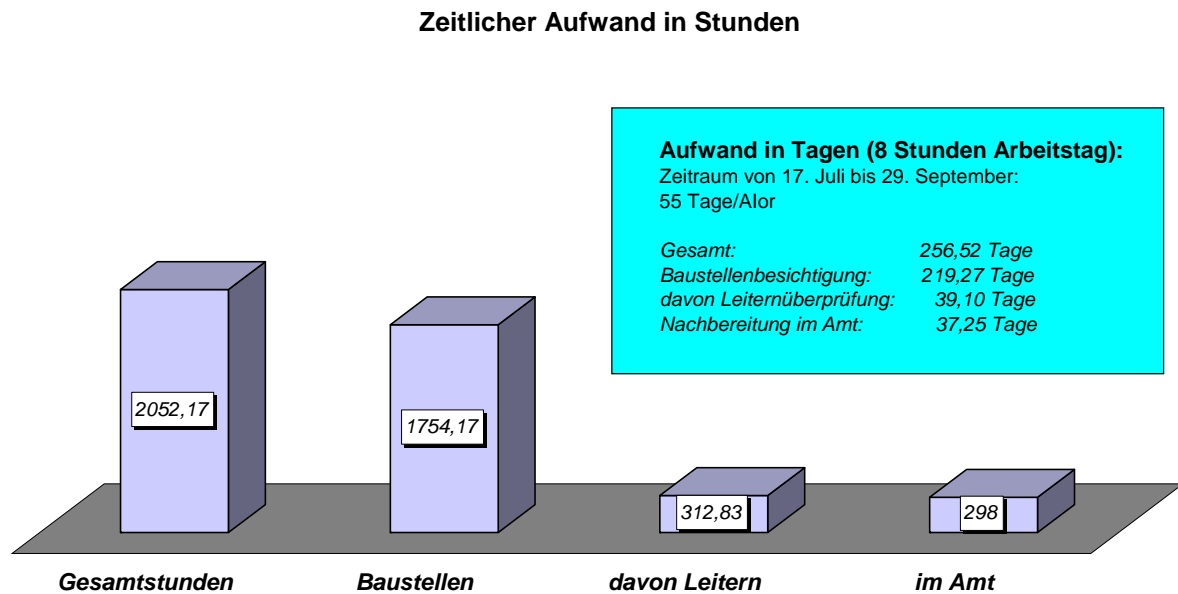 Zeitlicher Aufwand in Stunden
Aufwand in Tagen (8 Stunden Arbeitstag):
Zeitraum von 17. Juli bis 29. September:
55 Tage/Alor
Gesamt: 256,52 Tage
Baustellenbesichtigung: 219,27 Tage
davon Leiternüberprüfung: 39,10 Tage
Nachbereitung im Amt: 37,25 Tage
2052,17
1754,17
312,83
298
Gesamtstunden
Baustellen
davon Leitern
im Amt